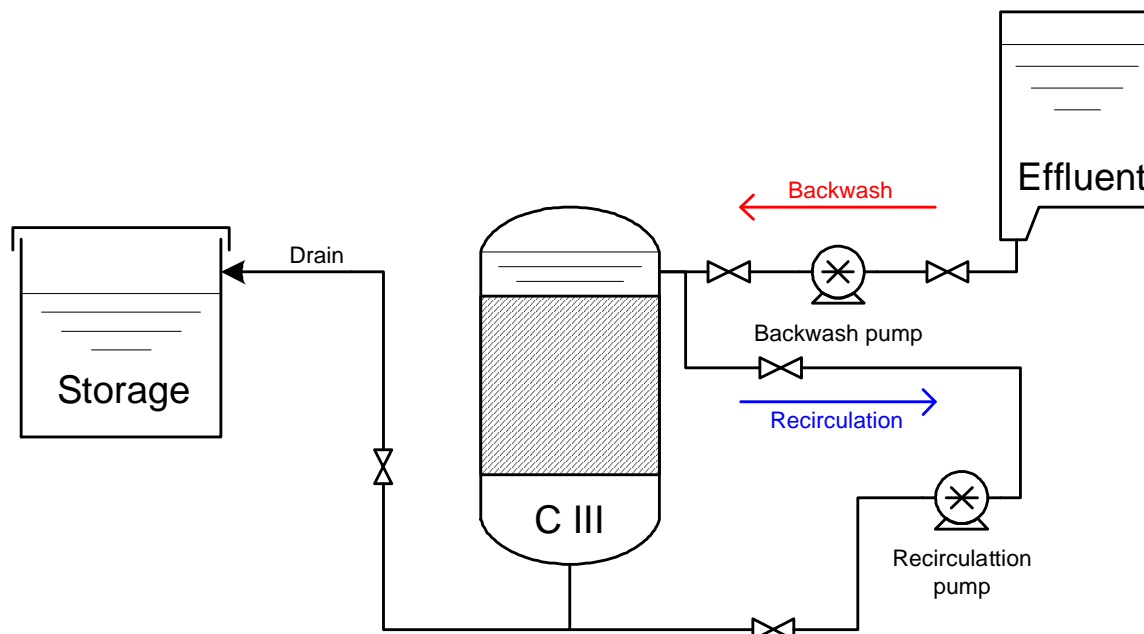 Effluent
Backwash
Drain
Backwash pump
Storage
Recirculation
C III
Recirculattion
pump